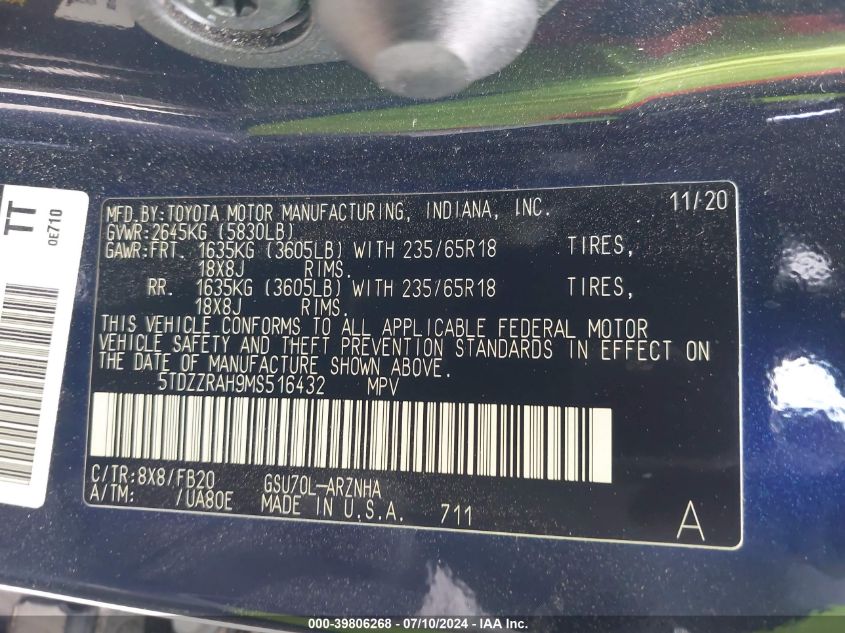 TT
0E710
MFD.BY:TOYOTA MOTOR MANUFACTURING, INDIANA, INC. 11/20
GVWR:2645KG (5830LB)
GAWR:FRT. 1635KG (3605LB) WITH 235/65R18 TIRES,
18X8J RIMS.
RR. 1635KG (3605LB) WITH 235/65R18 TIRES,
18X8J RIMS.
THIS VEHICLE CONFORMS TO ALL APPLICABLE FEDERAL MOTOR
VEHICLE SAFETY AND THEFT PREVENTION STANDARDS IN EFFECT ON
THE DATE OF MANUFACTURE SHOWN ABOVE.
5TDZZRAH9MS516432 MPV
C/TR:8X8/FB20 GSU70L-ARZNHA
A/TM: /UA80E MADE IN U.S.A. 711
A
000-39806268 - 07/10/2024 - IAA Inc.